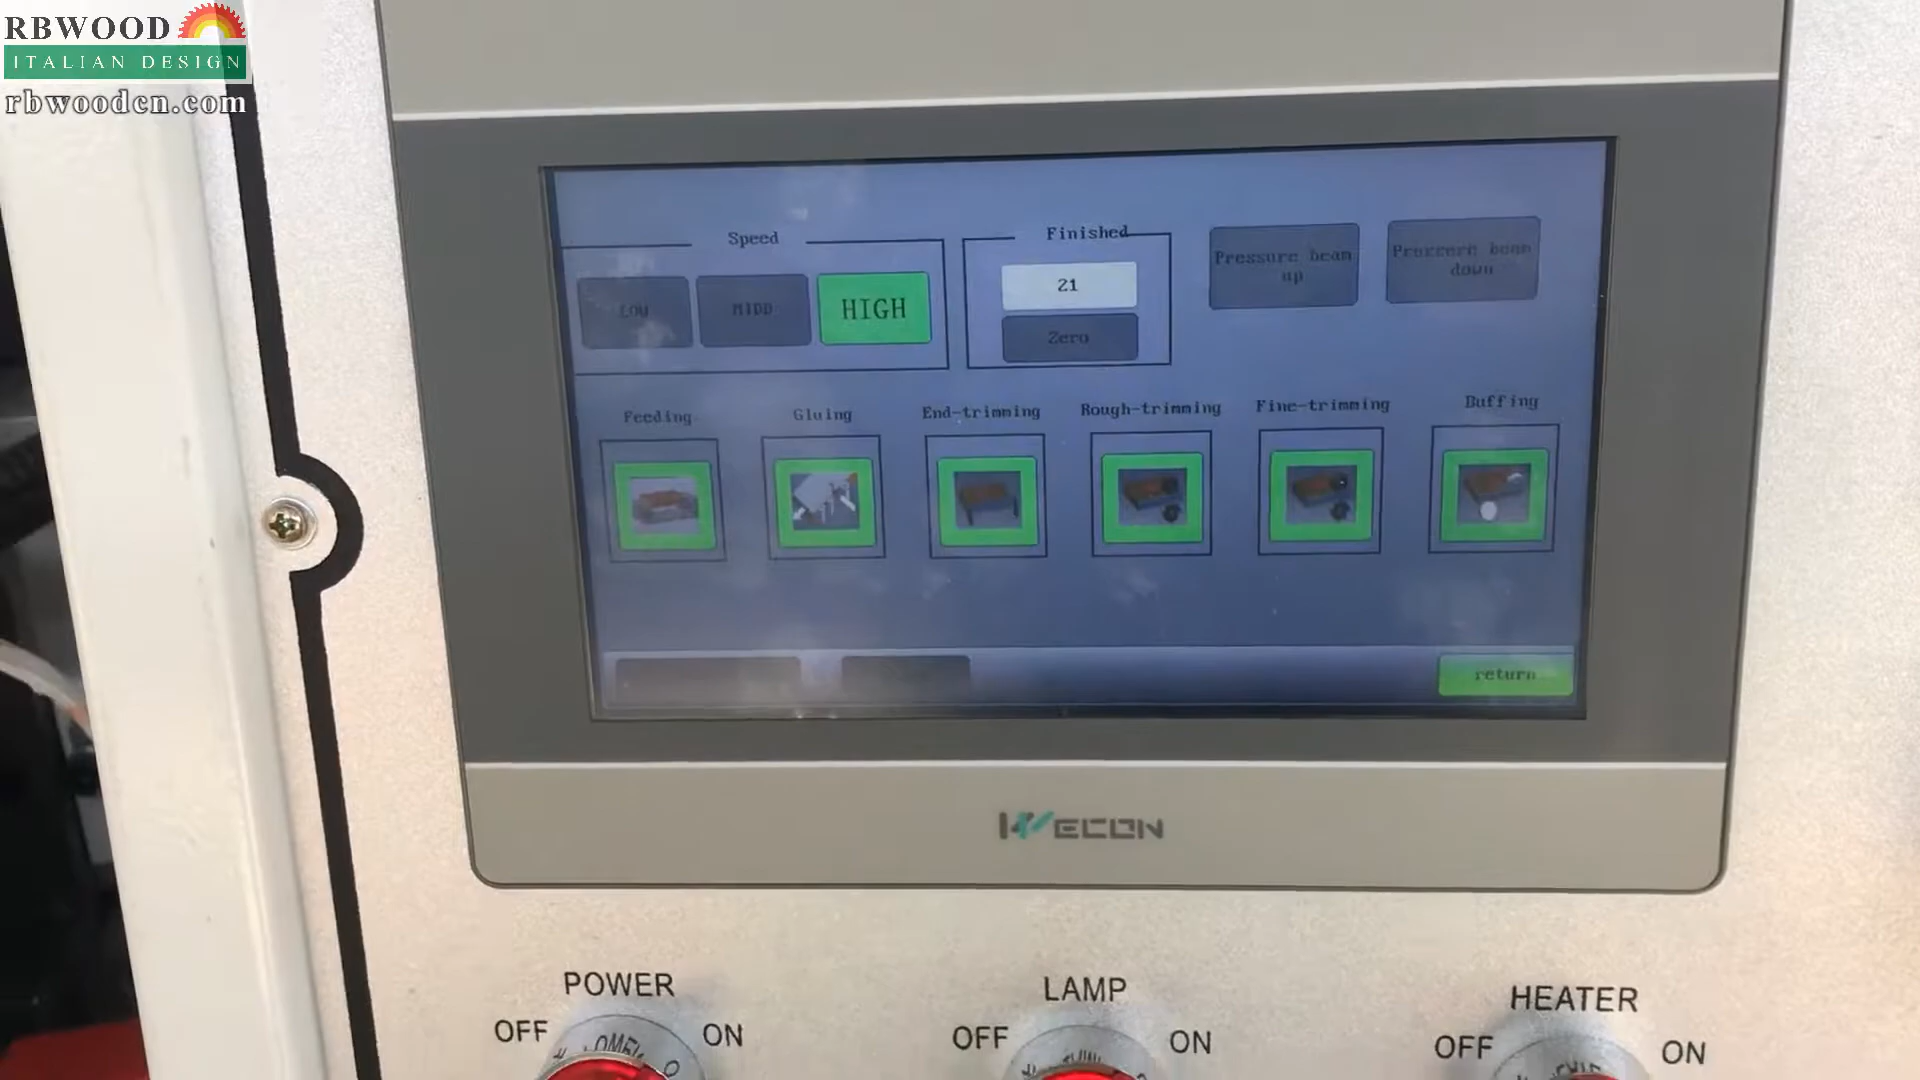 RBWOOD
ITALIAN DESIGN
rbwoodcn.com
Speed
LOW
MIDD
HIGH
Finished
21
Zero
Pressure beam
up
Pressure beam
down
Feeding
Gluing
End-trimming
Rough-trimming
Fine-trimming
Buffing
return
WECON
POWER
OFF
ON
LAMP
OFF
ON
HEATER
OFF
ON